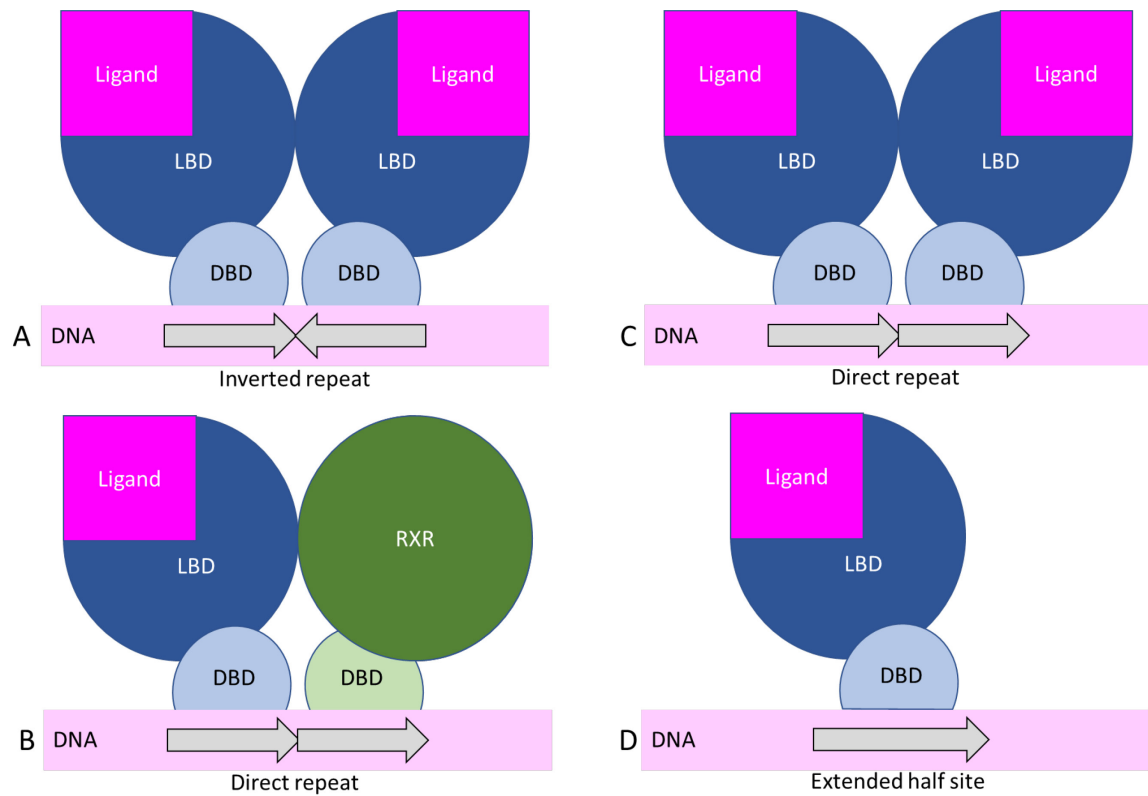 Ligand
Ligand
LBD
LBD
DBD
DBD
A
DNA
Inverted repeat
Ligand
Ligand
LBD
LBD
DBD
DBD
C
DNA
Direct repeat
Ligand
RXR
LBD
DBD
DBD
B
DNA
Direct repeat
Ligand
LBD
DBD
D
DNA
Extended half site